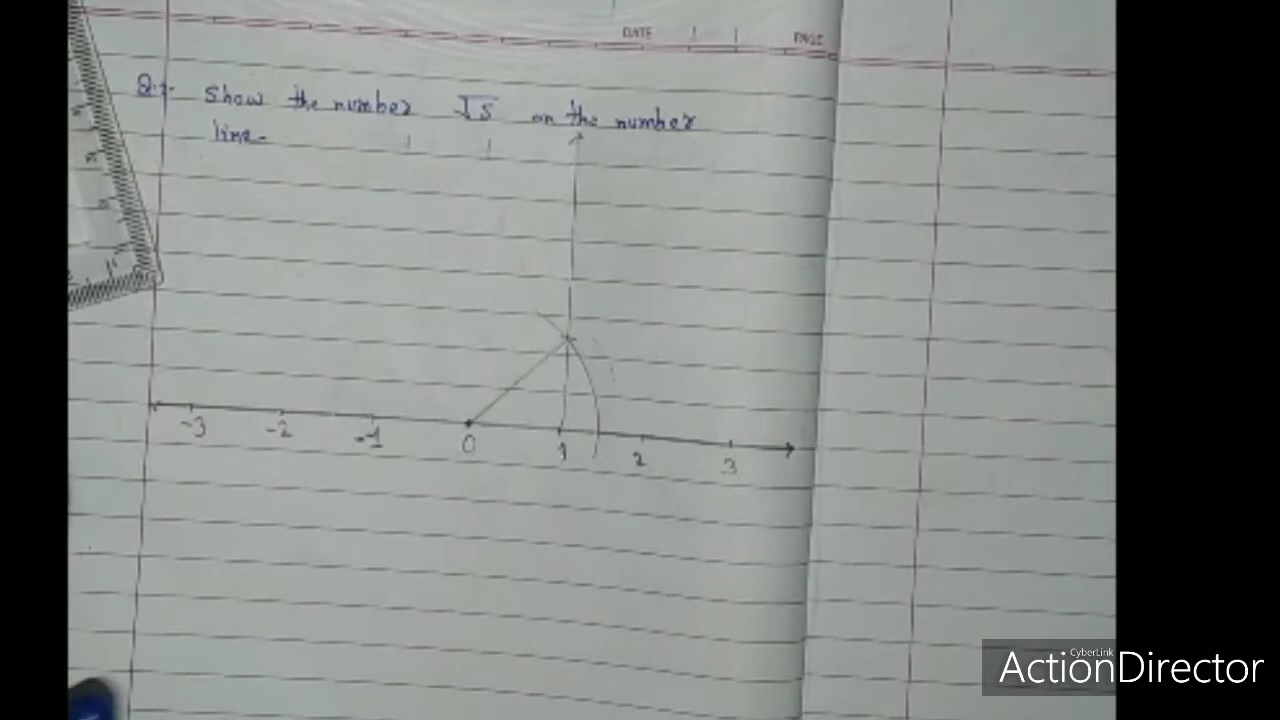 DATE
PAGE
Q.1- Show the number √5 on the number
line-
-3 -2 -1 0 1 2 3
CyberLink
ActionDirector